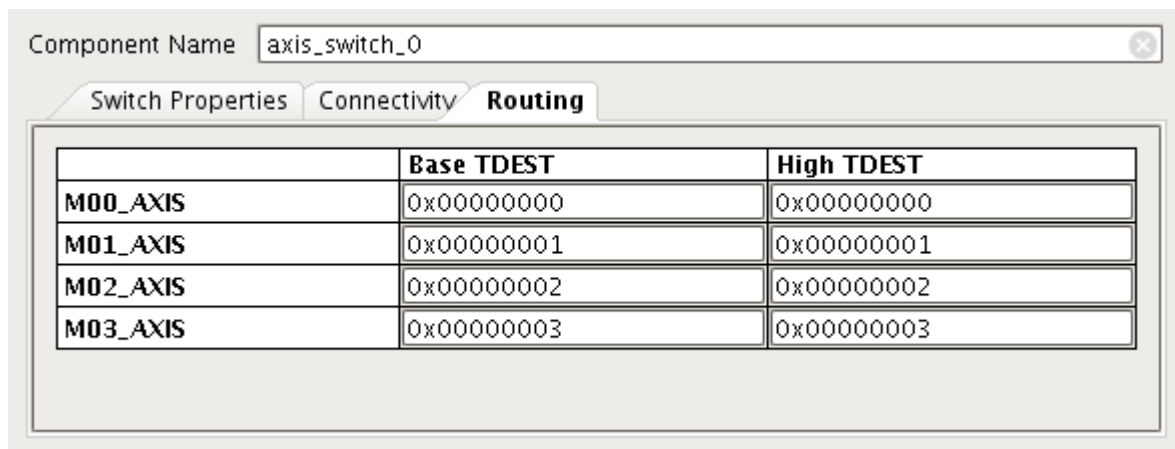 Component Name axis_switch_0
Switch Properties Connectivity Routing
Base TDEST High TDEST
M00_AXIS 0x00000000 0x00000000
M01_AXIS 0x00000001 0x00000001
M02_AXIS 0x00000002 0x00000002
M03_AXIS 0x00000003 0x00000003